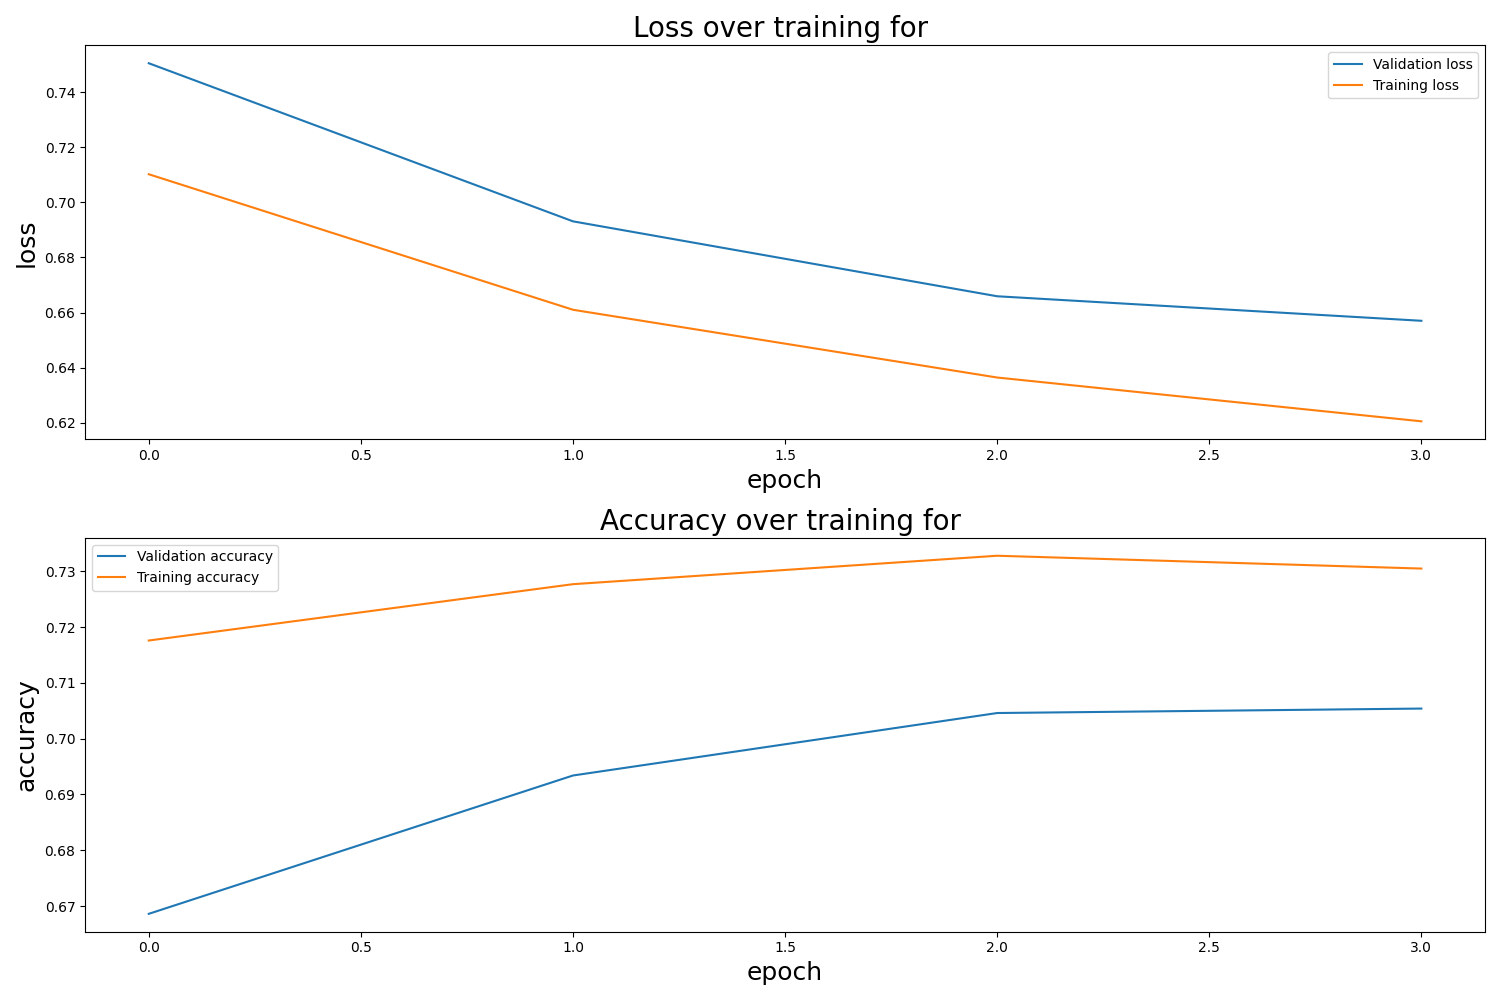 Loss over training for
Validation loss
Training loss
0.74
0.72
0.70
0.68
0.66
0.64
0.62
loss
0.0 0.5 1.0 1.5 2.0 2.5 3.0
epoch
Accuracy over training for
Validation accuracy
Training accuracy
0.73
0.72
0.71
0.70
0.69
0.68
0.67
accuracy
0.0 0.5 1.0 1.5 2.0 2.5 3.0
epoch